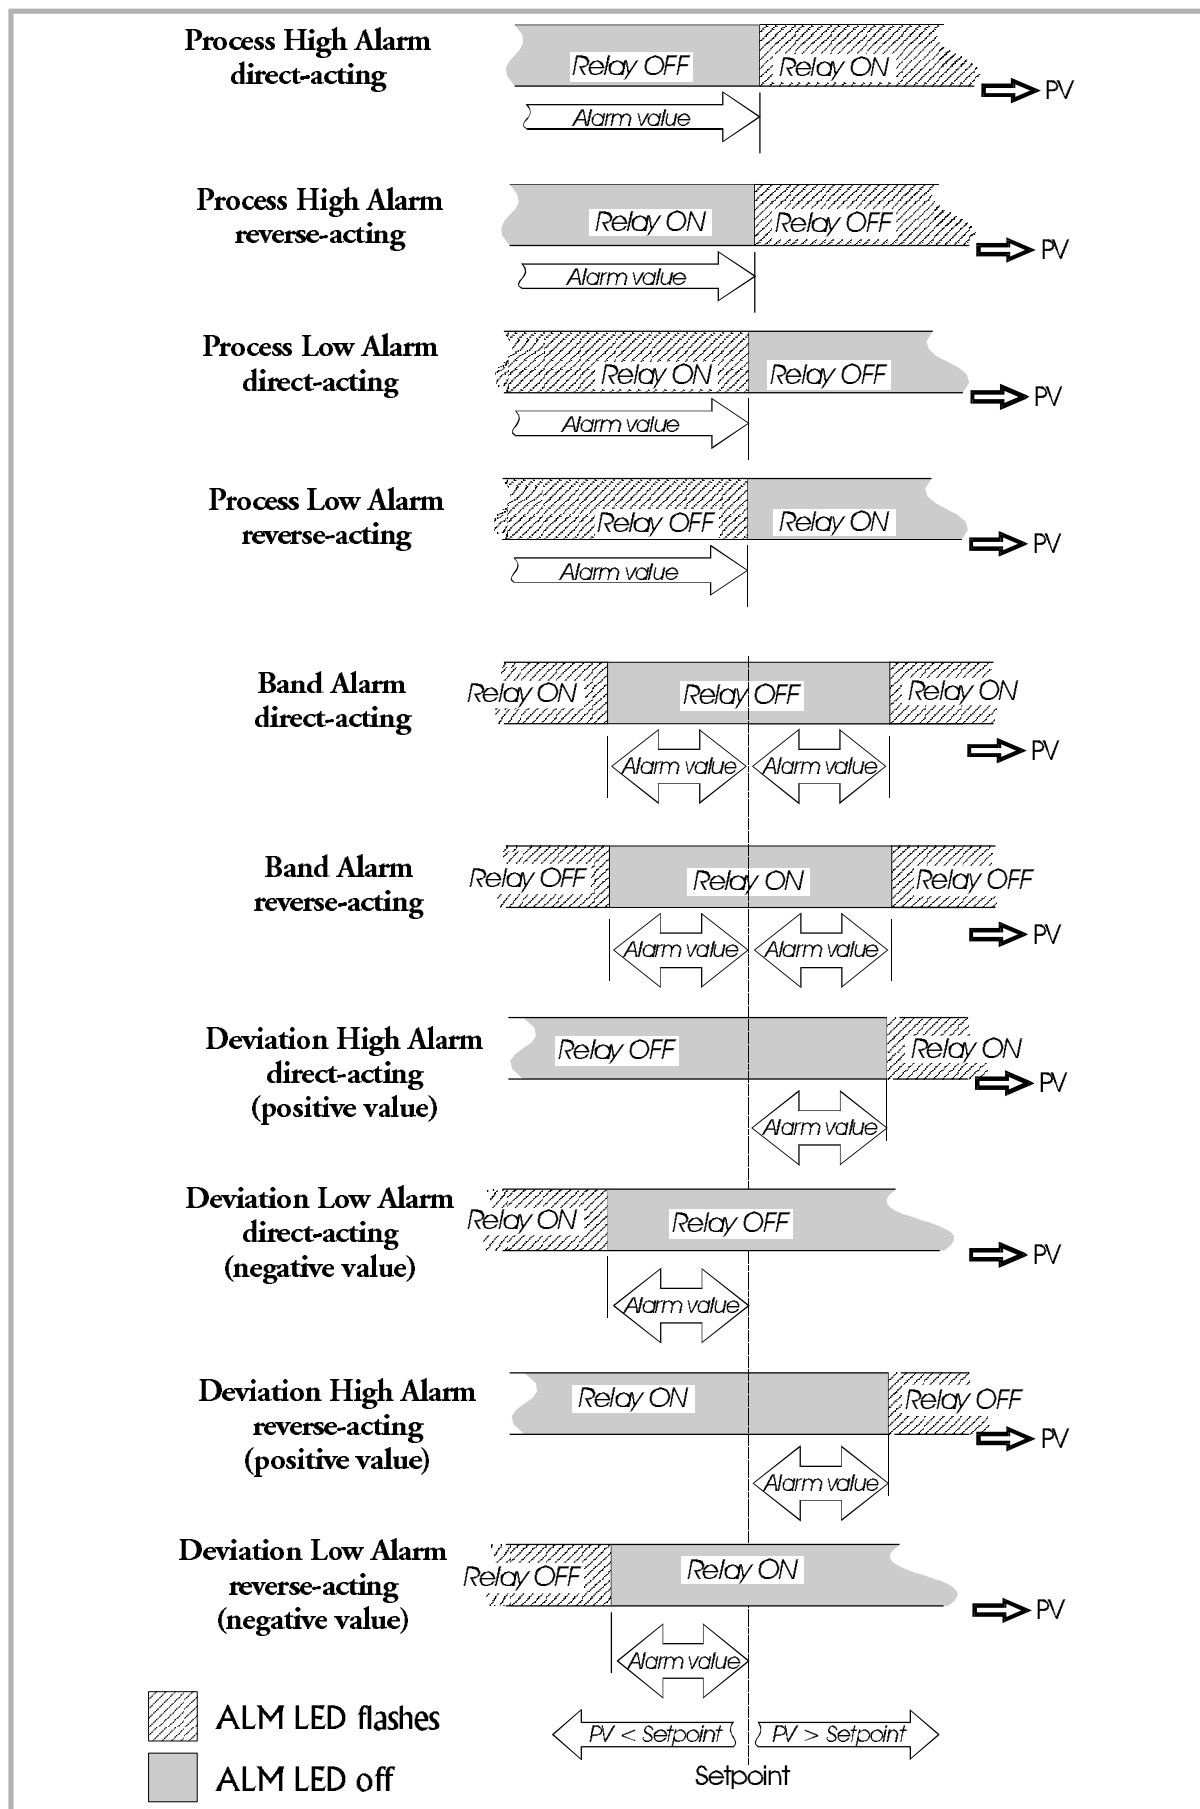 Process High Alarm
direct-acting
Relay OFF
Relay ON
PV
Alarm value
Process High Alarm
reverse-acting
Relay ON
Relay OFF
PV
Alarm value
Process Low Alarm
direct-acting
Relay ON
Relay OFF
PV
Alarm value
Process Low Alarm
reverse-acting
Relay OFF
Relay ON
PV
Alarm value
Band Alarm
direct-acting
Relay ON
Relay OFF
Relay ON
PV
Alarm value
Alarm value
Band Alarm
reverse-acting
Relay OFF
Relay ON
Relay OFF
PV
Alarm value
Alarm value
Deviation High Alarm
direct-acting
(positive value)
Relay OFF
Relay ON
PV
Alarm value
Deviation Low Alarm
direct-acting
(negative value)
Relay ON
Relay OFF
PV
Alarm value
Deviation High Alarm
reverse-acting
(positive value)
Relay ON
Relay OFF
PV
Alarm value
Deviation Low Alarm
reverse-acting
(negative value)
Relay OFF
Relay ON
PV
Alarm value
ALM LED flashes
ALM LED off
PV < Setpoint
PV > Setpoint
Setpoint